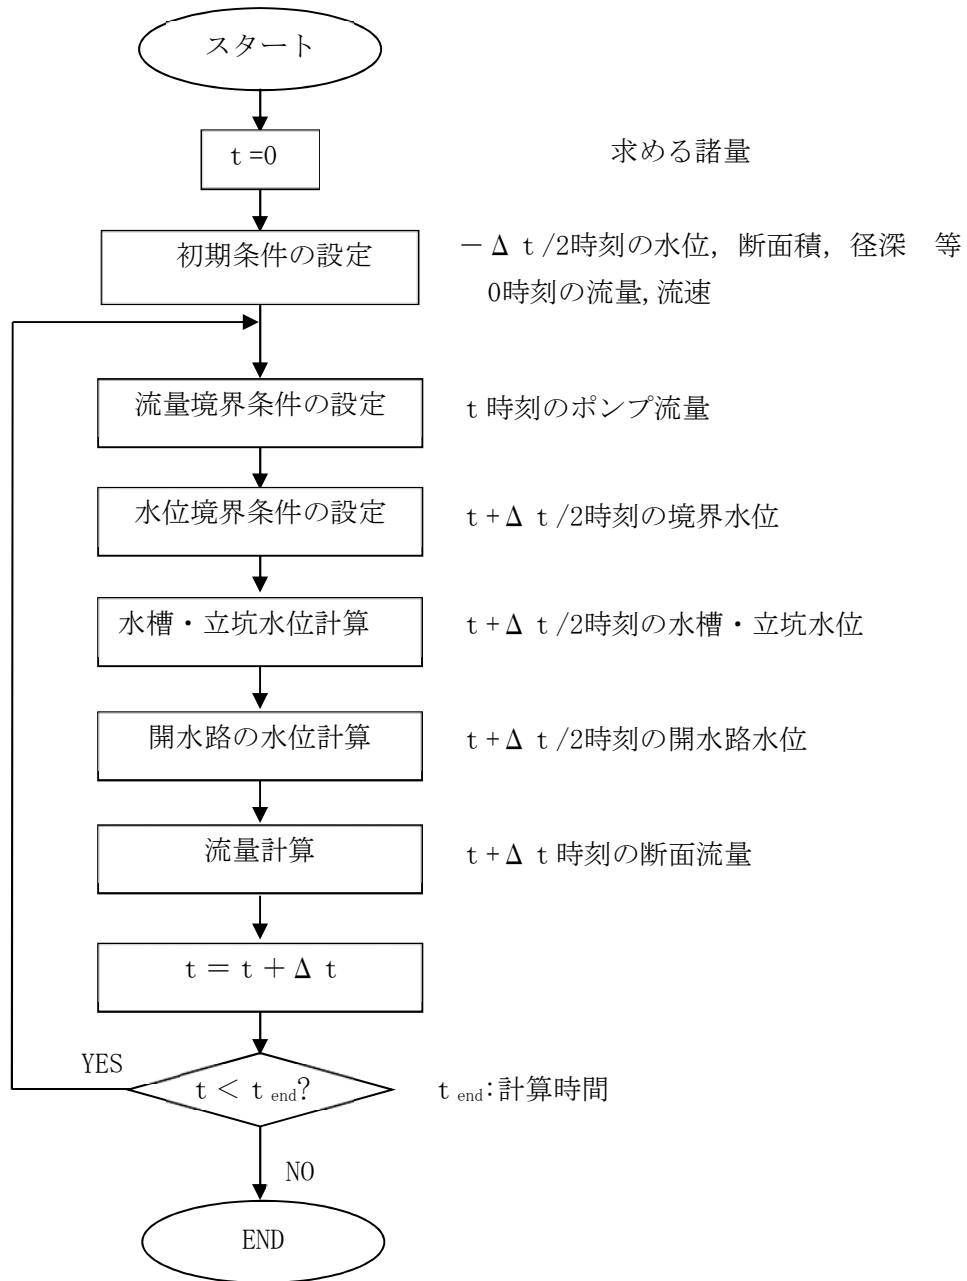 スタート
t=0
求める諸量
初期条件の設定
－Δt/2時刻の水位，断面積，径深　等
0時刻の流量,流速
流量境界条件の設定
t時刻のポンプ流量
水位境界条件の設定
t+Δt/2時刻の境界水位
水槽・立坑水位計算
t+Δt/2時刻の水槽・立坑水位
開水路の水位計算
t+Δt/2時刻の開水路水位
流量計算
t+Δt時刻の断面流量
t＝t＋Δt
YES
t＜tend?
tend:計算時間
NO
END